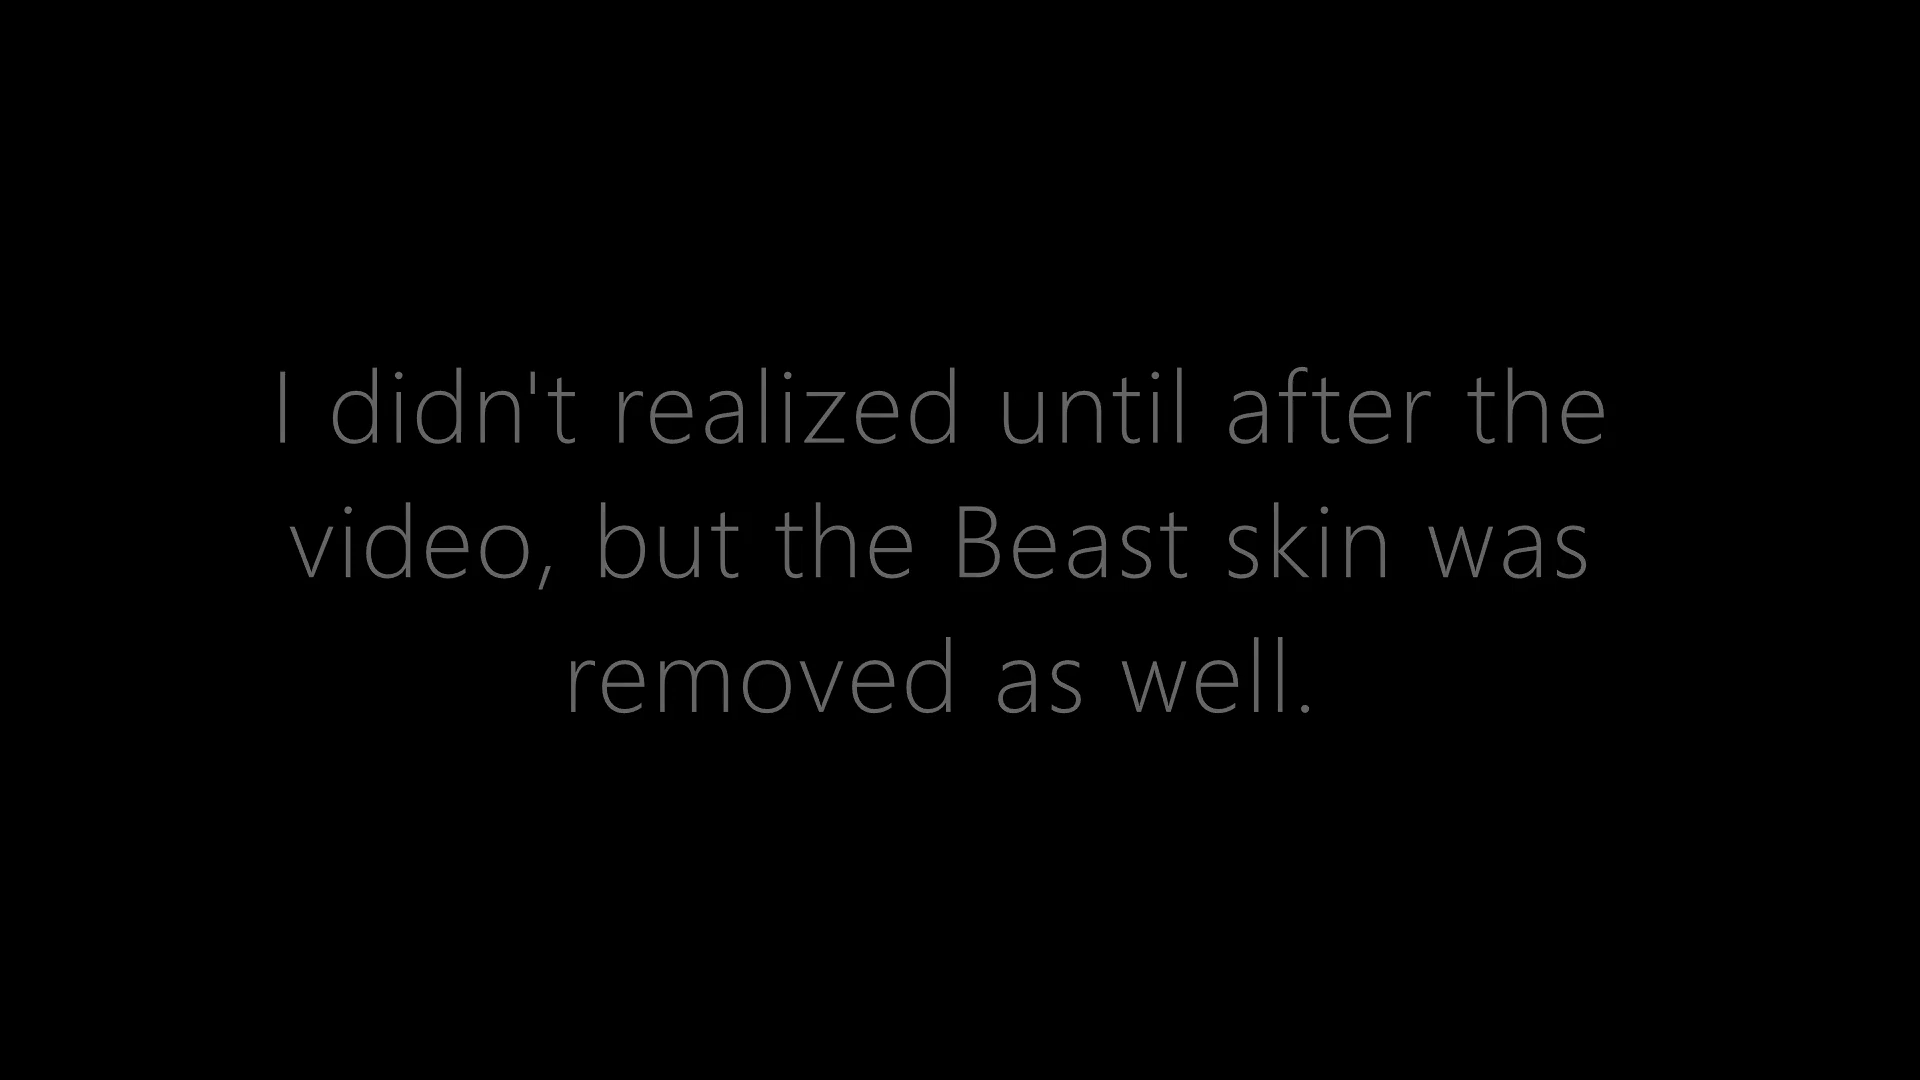 I didn't realized until after the
video, but the Beast skin was
removed as well.